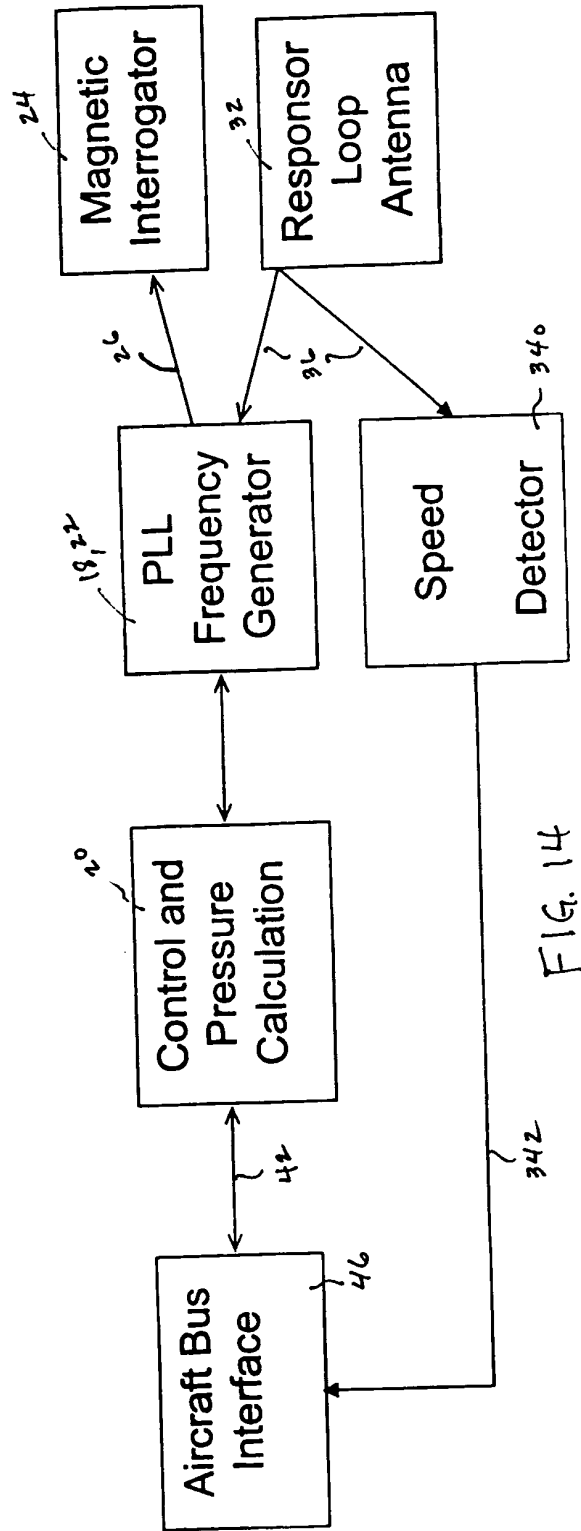 24
Magnetic
Interrogator
32
Responsor
Loop
Antenna
26
36
18, 22
PLL
Frequency
Generator
340
Speed
Detector
20
Control and
Pressure
Calculation
42
342
46
Aircraft Bus
Interface
FIG. 14